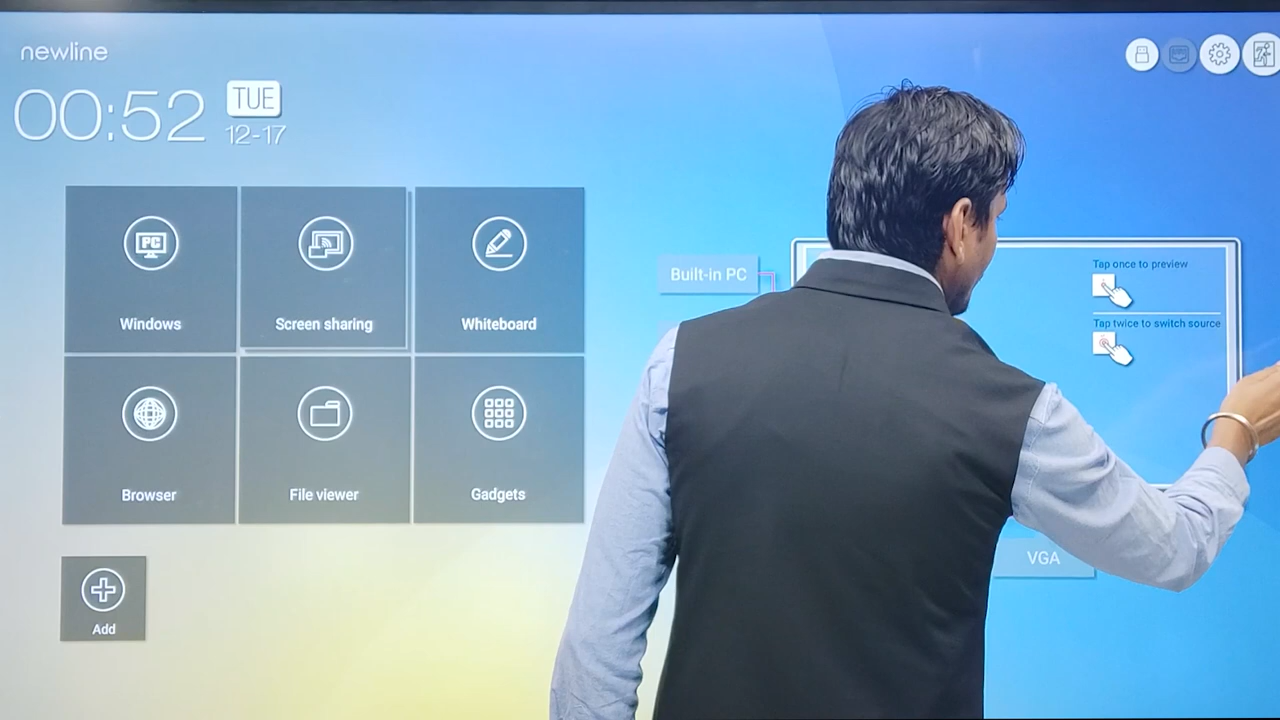 newline
00:52
TUE
12-17
PC
Windows
Screen sharing
Whiteboard
Browser
File viewer
Gadgets
Add
Built-in PC
Tap once to preview
Tap twice to switch source
VGA